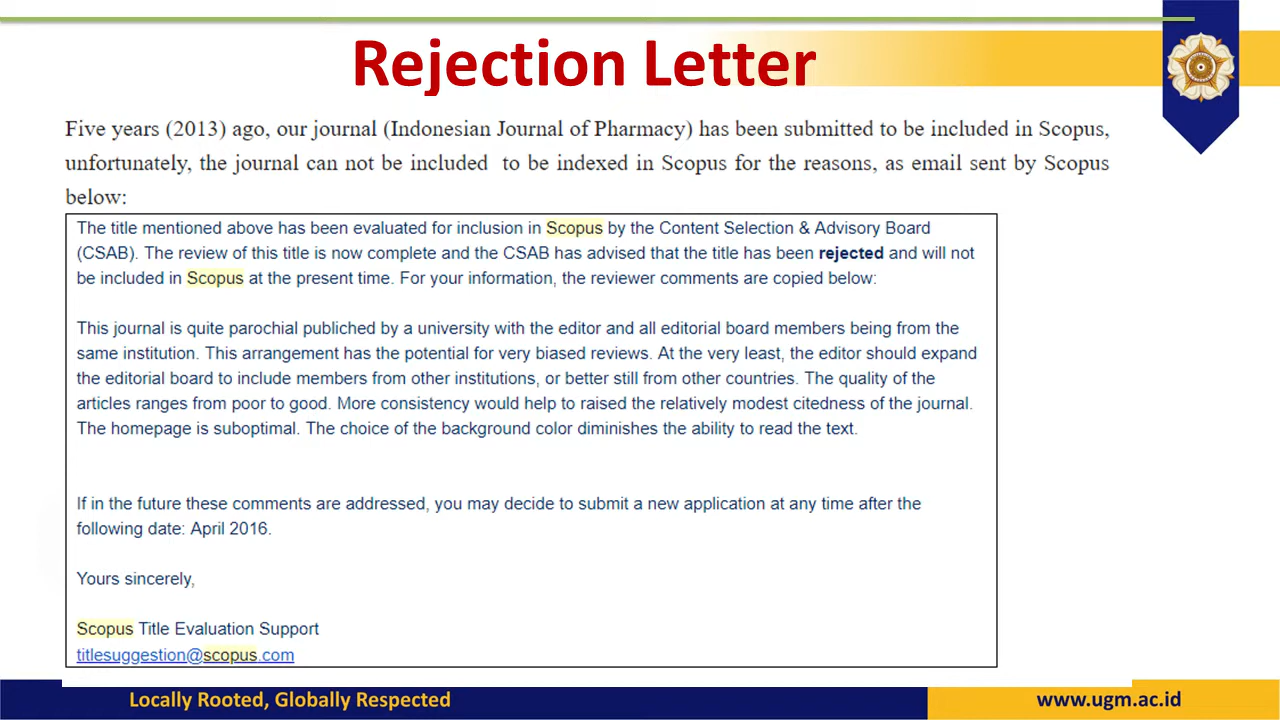 Rejection Letter
Five years (2013) ago, our journal (Indonesian Journal of Pharmacy) has been submitted to be included in Scopus,
unfortunately, the journal can not be included to be indexed in Scopus for the reasons, as email sent by Scopus
below:
The title mentioned above has been evaluated for inclusion in Scopus by the Content Selection & Advisory Board
(CSAB). The review of this title is now complete and the CSAB has advised that the title has been rejected and will not
be included in Scopus at the present time. For your information, the reviewer comments are copied below:
This journal is quite parochial publiched by a university with the editor and all editorial board members being from the
same institution. This arrangement has the potential for very biased reviews. At the very least, the editor should expand
the editorial board to include members from other institutions, or better still from other countries. The quality of the
articles ranges from poor to good. More consistency would help to raised the relatively modest citedness of the journal.
The homepage is suboptimal. The choice of the background color diminishes the ability to read the text.
If in the future these comments are addressed, you may decide to submit a new application at any time after the
following date: April 2016.
Yours sincerely,
Scopus Title Evaluation Support
titlesuggestion@scopus.com
Locally Rooted, Globally Respected
www.ugm.ac.id